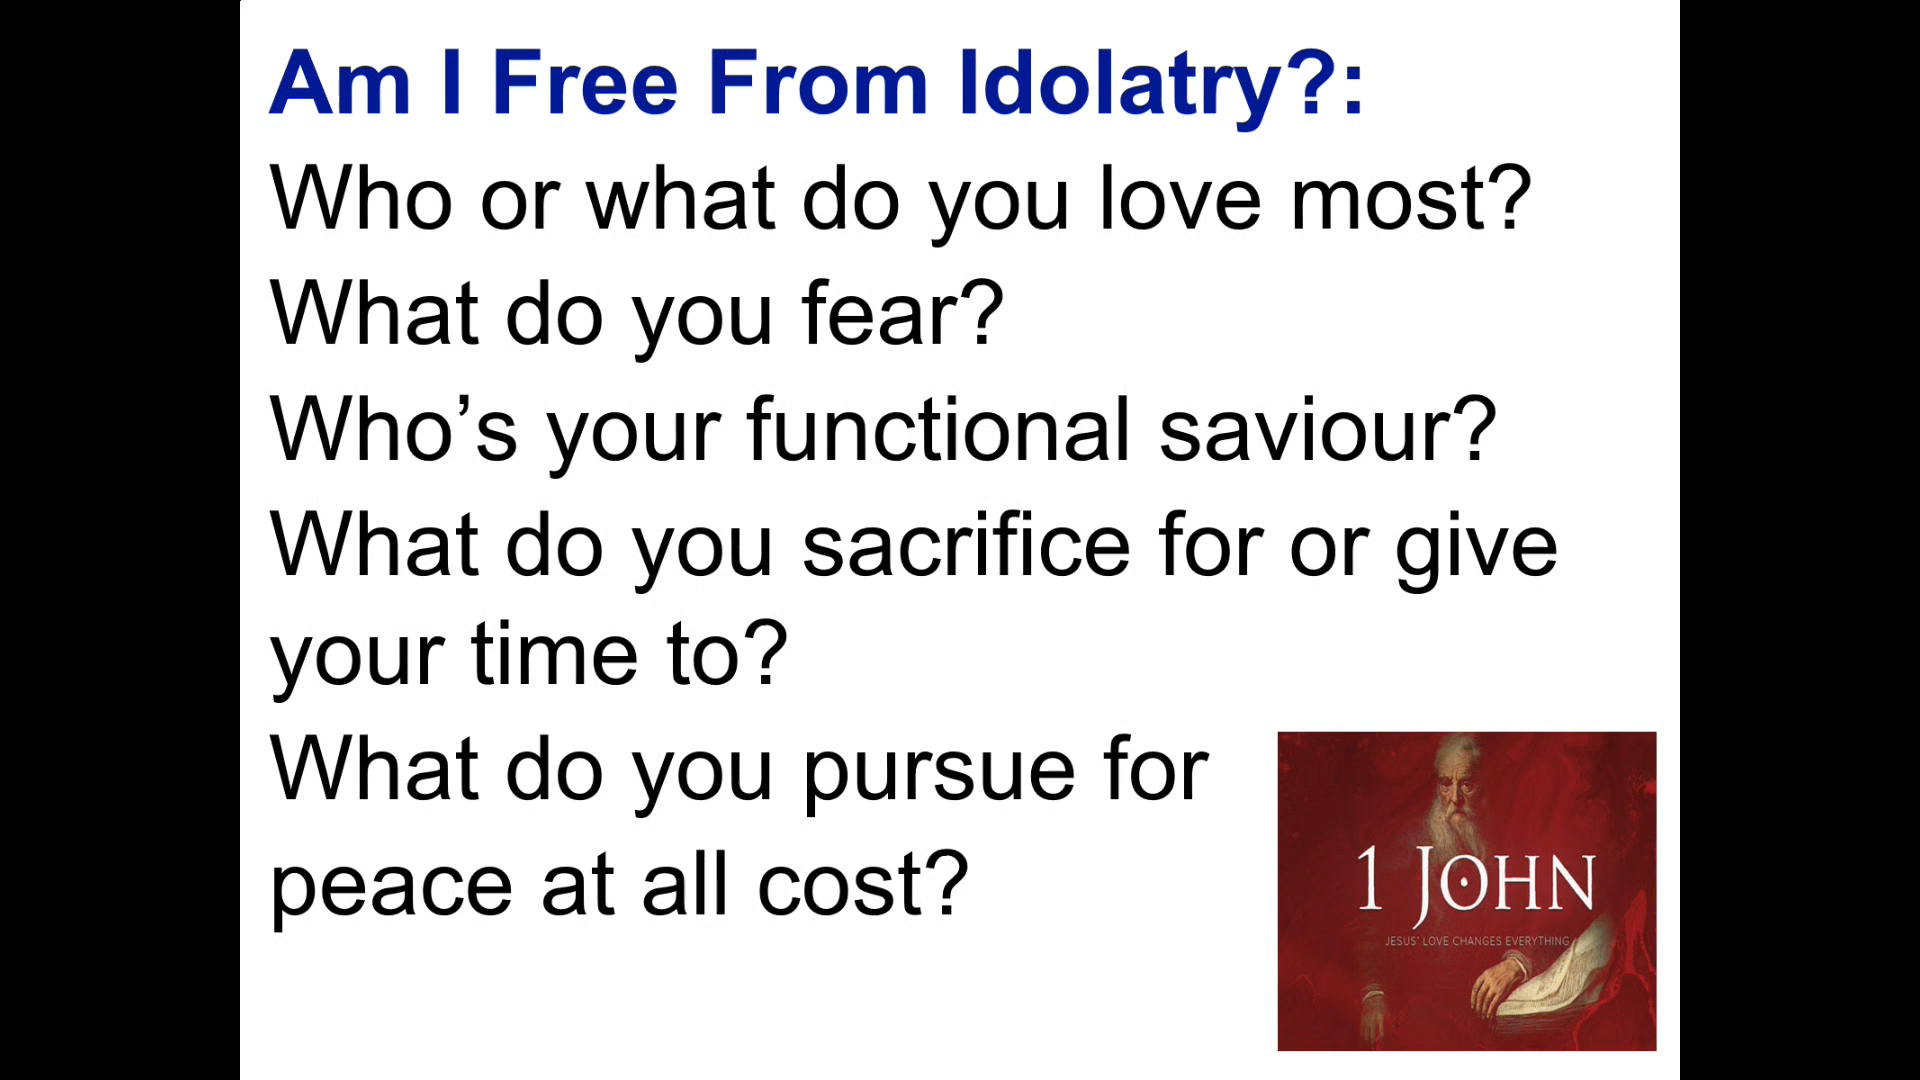 Am I Free From Idolatry?:
Who or what do you love most?
What do you fear?
Who’s your functional saviour?
What do you sacrifice for or give
your time to?
What do you pursue for
peace at all cost?
1 JOHN
JESUS' LOVE CHANGES EVERYTHING